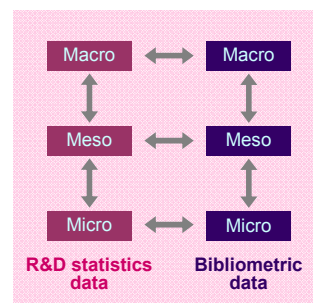 Macro Macro
Meso Meso
Micro Micro
R&D statistics Bibliometric
data data